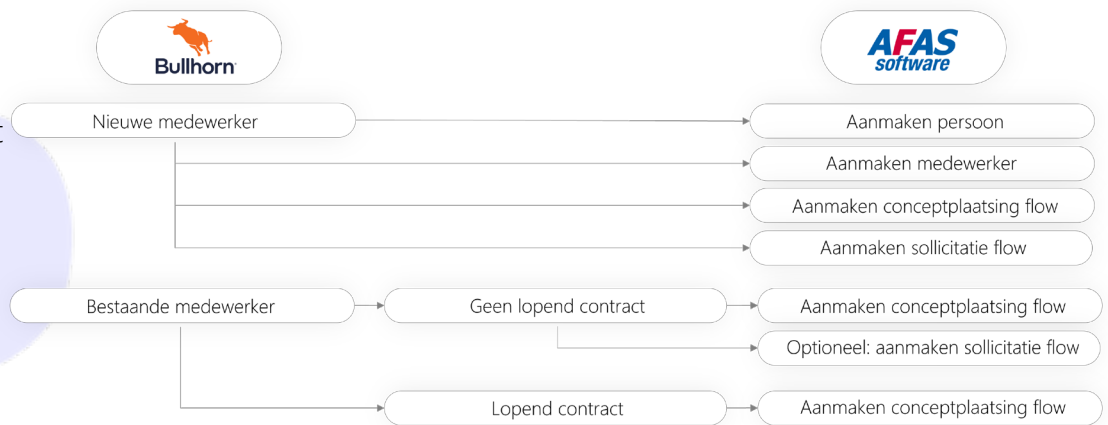 Bullhorn
AFAS
software
Nieuwe medewerker
Aanmaken persoon
Aanmaken medewerker
Aanmaken conceptplaatsing flow
Aanmaken sollicitatie flow
Bestaande medewerker
Geen lopend contract
Aanmaken conceptplaatsing flow
Optioneel: aanmaken sollicitatie flow
Lopend contract
Aanmaken conceptplaatsing flow